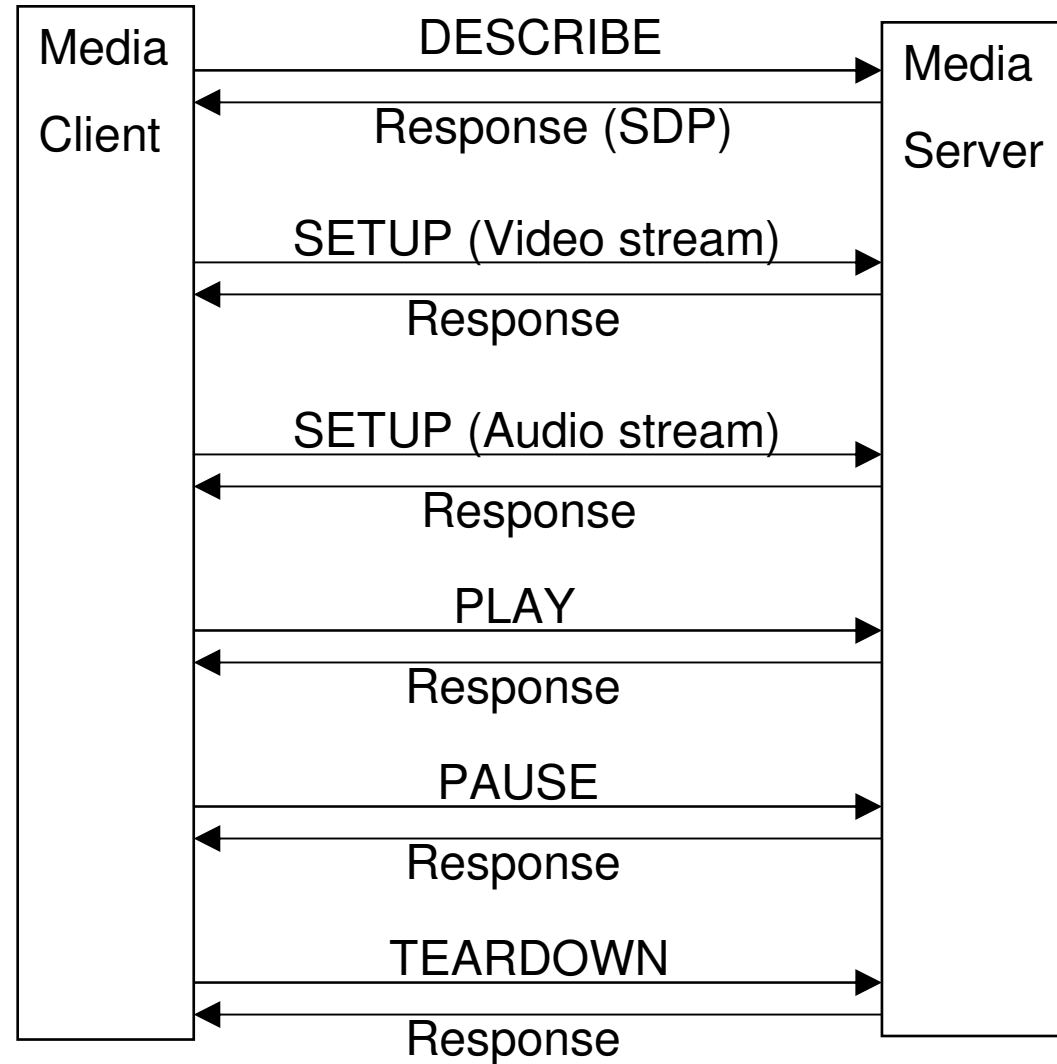 Media
Client
DESCRIBE
Response (SDP)
Media
Server
SETUP (Video stream)
Response
SETUP (Audio stream)
Response
PLAY
Response
PAUSE
Response
TEARDOWN
Response